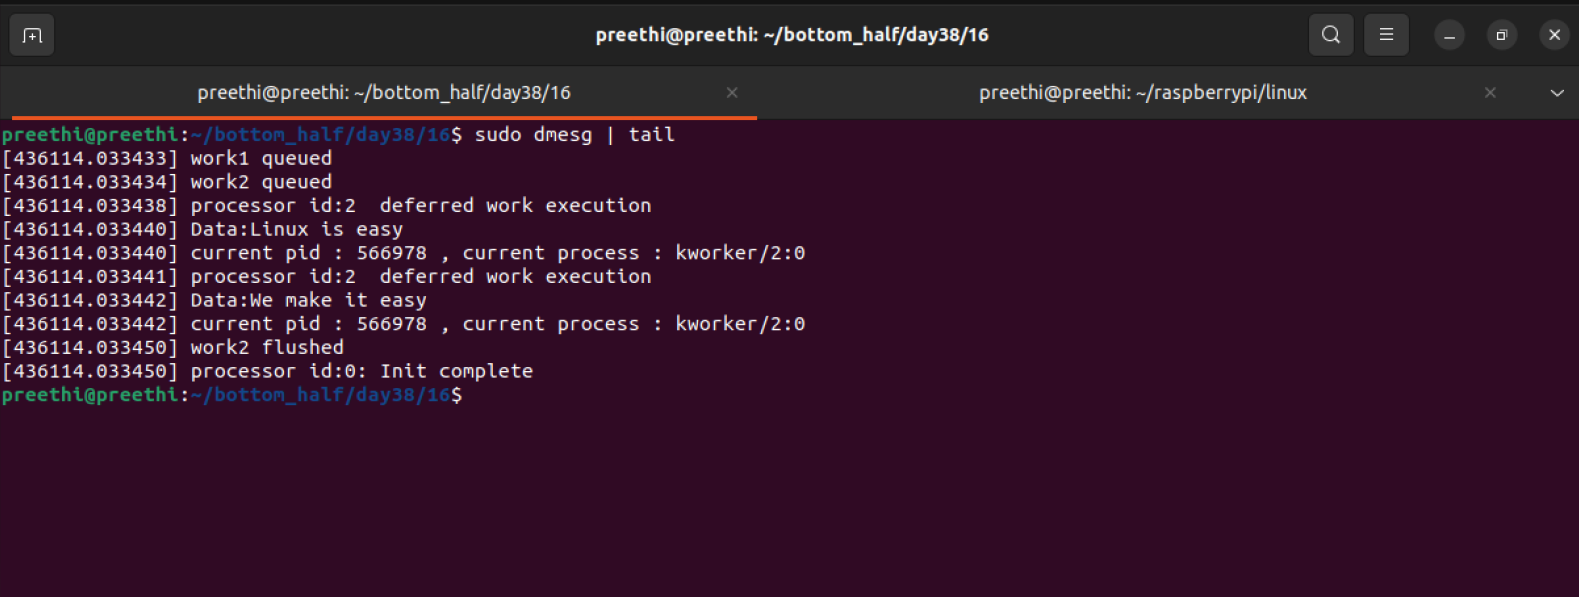 preethi@preethi: ~/bottom_half/day38/16
preethi@preethi: ~/bottom_half/day38/16
preethi@preethi: ~/raspberrypi/linux
preethi@preethi:~/bottom_half/day38/16$ sudo dmesg | tail
[436114.033433] work1 queued
[436114.033434] work2 queued
[436114.033438] processor id:2  deferred work execution
[436114.033440] Data:Linux is easy
[436114.033440] current pid : 566978 , current process : kworker/2:0
[436114.033441] processor id:2  deferred work execution
[436114.033442] Data:We make it easy
[436114.033442] current pid : 566978 , current process : kworker/2:0
[436114.033450] work2 flushed
[436114.033450] processor id:0: Init complete
preethi@preethi:~/bottom_half/day38/16$